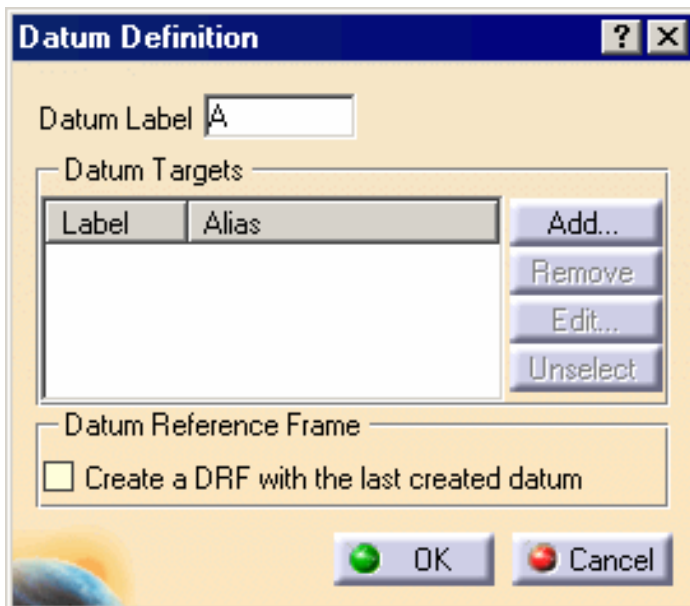 Datum Definition ? X
Datum Label A
Datum Targets
Label Alias
Add...
Remove
Edit...
Unselect
Datum Reference Frame
Create a DRF with the last created datum
OK Cancel